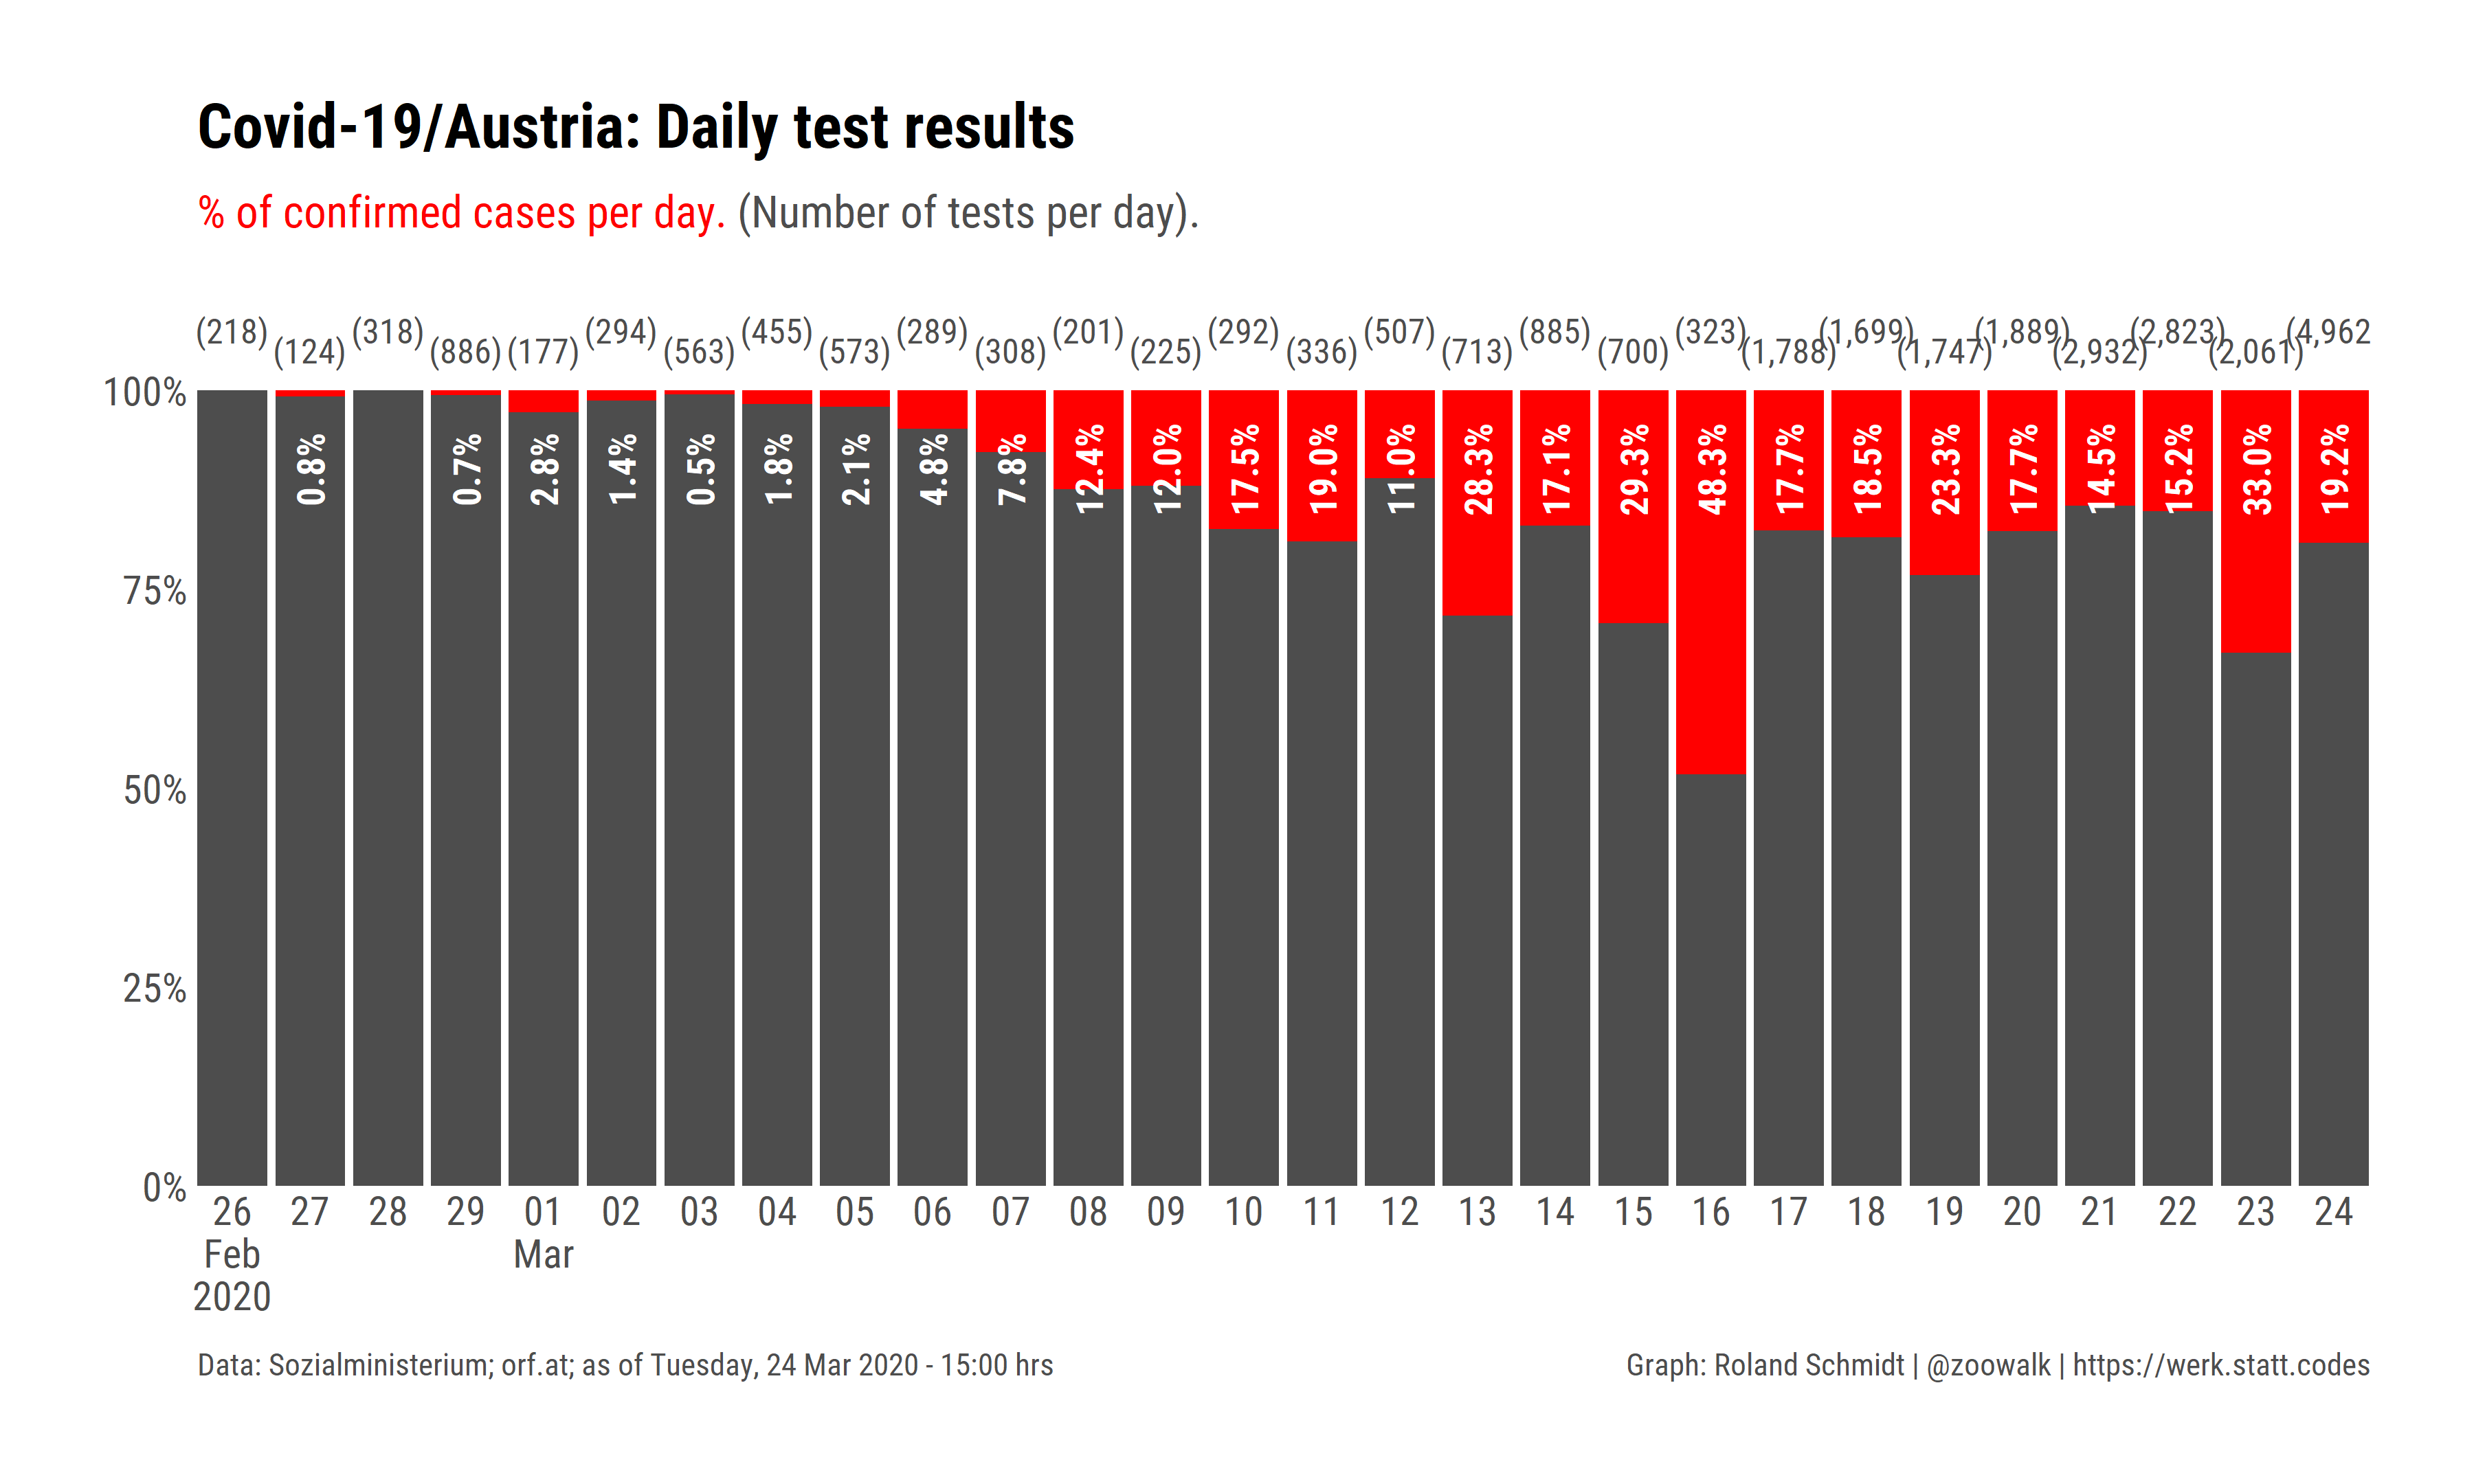 Covid-19/Austria: Daily test results
% of confirmed cases per day. (Number of tests per day).
(218) (124) (318) (886) (177) (294) (563) (455) (573) (289) (308) (201) (225) (292) (336) (507) (713) (885) (700) (323) (1,788) (1,699) (1,747) (1,889) (2,932) (2,823) (2,061) (4,962
100%
0.8% 0.7% 2.8% 1.4% 0.5% 1.8% 2.1% 4.8% 7.8% 12.4% 12.0% 17.5% 19.0% 11.0% 28.3% 17.1% 29.3% 48.3% 17.7% 18.5% 23.3% 17.7% 14.5% 15.2% 33.0% 19.2%
75%
50%
25%
0%
26 27 28 29 01 02 03 04 05 06 07 08 09 10 11 12 13 14 15 16 17 18 19 20 21 22 23 24
Feb Mar
2020
Data: Sozialministerium; orf.at; as of Tuesday, 24 Mar 2020 - 15:00 hrs
Graph: Roland Schmidt | @zoowalk | https://werk.statt.codes